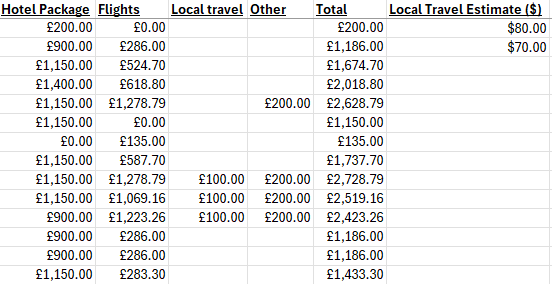 Hotel Package Flights Local travel Other Total Local Travel Estimate ($)
£200.00 £0.00 £200.00 $80.00
£900.00 £286.00 £1,186.00 $70.00
£1,150.00 £524.70 £1,674.70
£1,400.00 £618.80 £2,018.80
£1,150.00 £1,278.79 £200.00 £2,628.79
£1,150.00 £0.00 £1,150.00
£0.00 £135.00 £135.00
£1,150.00 £587.70 £1,737.70
£1,150.00 £1,278.79 £100.00 £200.00 £2,728.79
£1,150.00 £1,069.16 £100.00 £200.00 £2,519.16
£900.00 £1,223.26 £100.00 £200.00 £2,423.26
£900.00 £286.00 £1,186.00
£900.00 £286.00 £1,186.00
£1,150.00 £283.30 £1,433.30